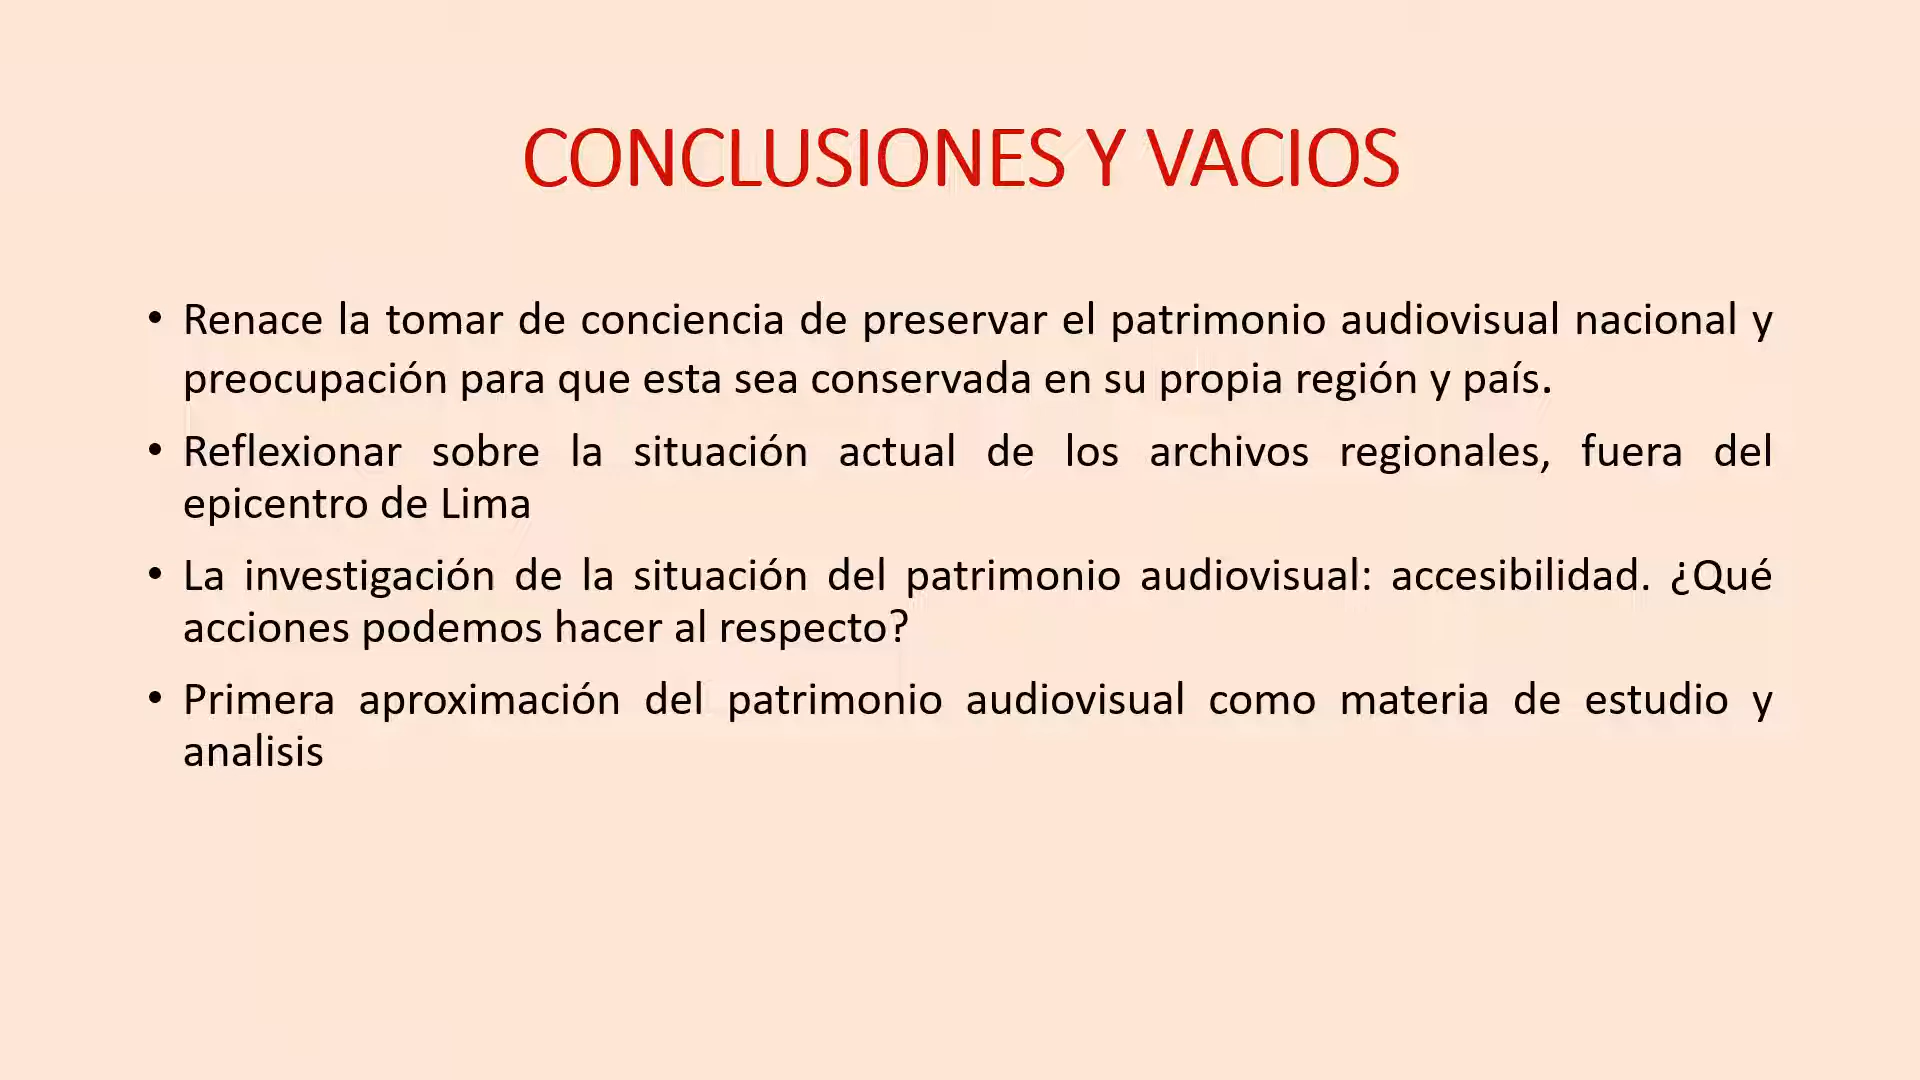 CONCLUSIONES Y VACIOS
• Renace la tomar de conciencia de preservar el patrimonio audiovisual nacional y
preocupación para que esta sea conservada en su propia región y país.
• Reflexionar sobre la situación actual de los archivos regionales, fuera del
epicentro de Lima
• La investigación de la situación del patrimonio audiovisual: accesibilidad. ¿Qué
acciones podemos hacer al respecto?
• Primera aproximación del patrimonio audiovisual como materia de estudio y
analisis